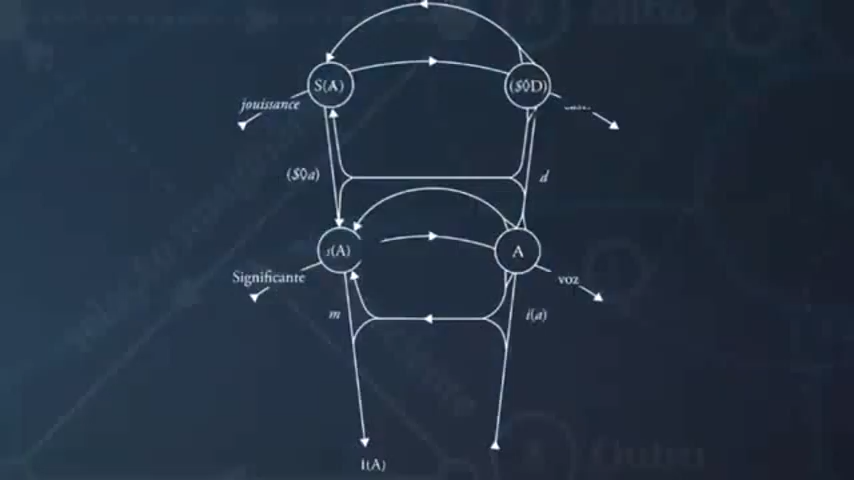 S(A)
($◊D)
jouissance
($◊a)
d
s(A)
A
Significante
voz
m
i(a)
I(A)